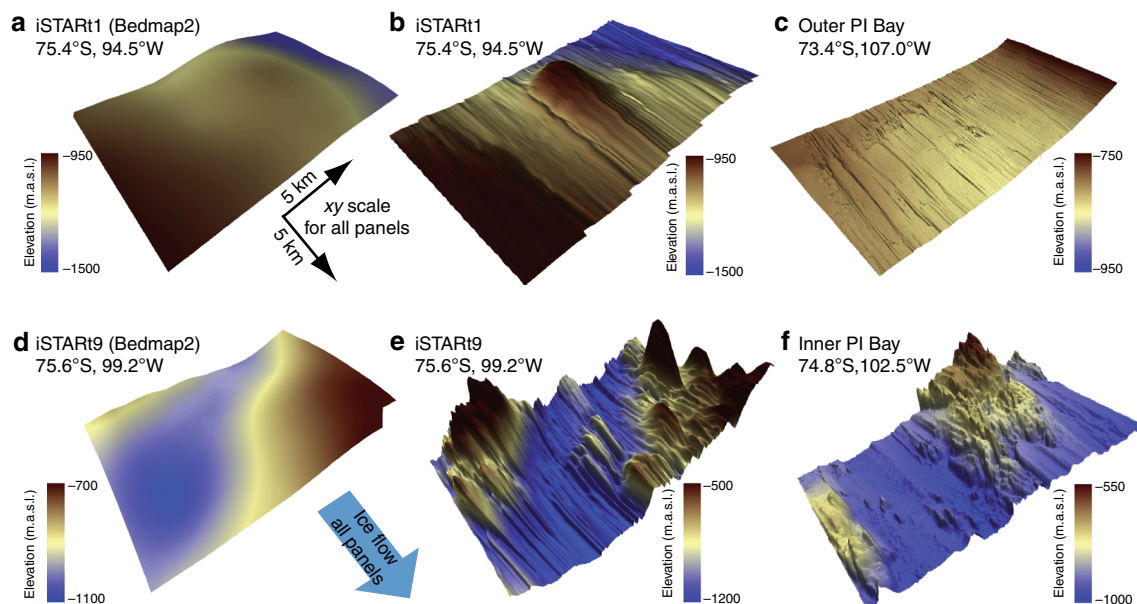 a iSTARt1 (Bedmap2)
75.4°S, 94.5°W
b iSTARt1
75.4°S, 94.5°W
c Outer PI Bay
73.4°S,107.0°W
Elevation (m.a.s.l.)
–950
–1500
5 km
xy scale
for all panels
5 km
Elevation (m.a.s.l.)
–950
–1500
Elevation (m.a.s.l.)
–750
–950
d iSTARt9 (Bedmap2)
75.6°S, 99.2°W
e iSTARt9
75.6°S, 99.2°W
f Inner PI Bay
74.8°S,102.5°W
Elevation (m.a.s.l.)
–700
–1100
Ice flow
all panels
Elevation (m.a.s.l.)
–500
–1200
Elevation (m.a.s.l.)
–550
–1000